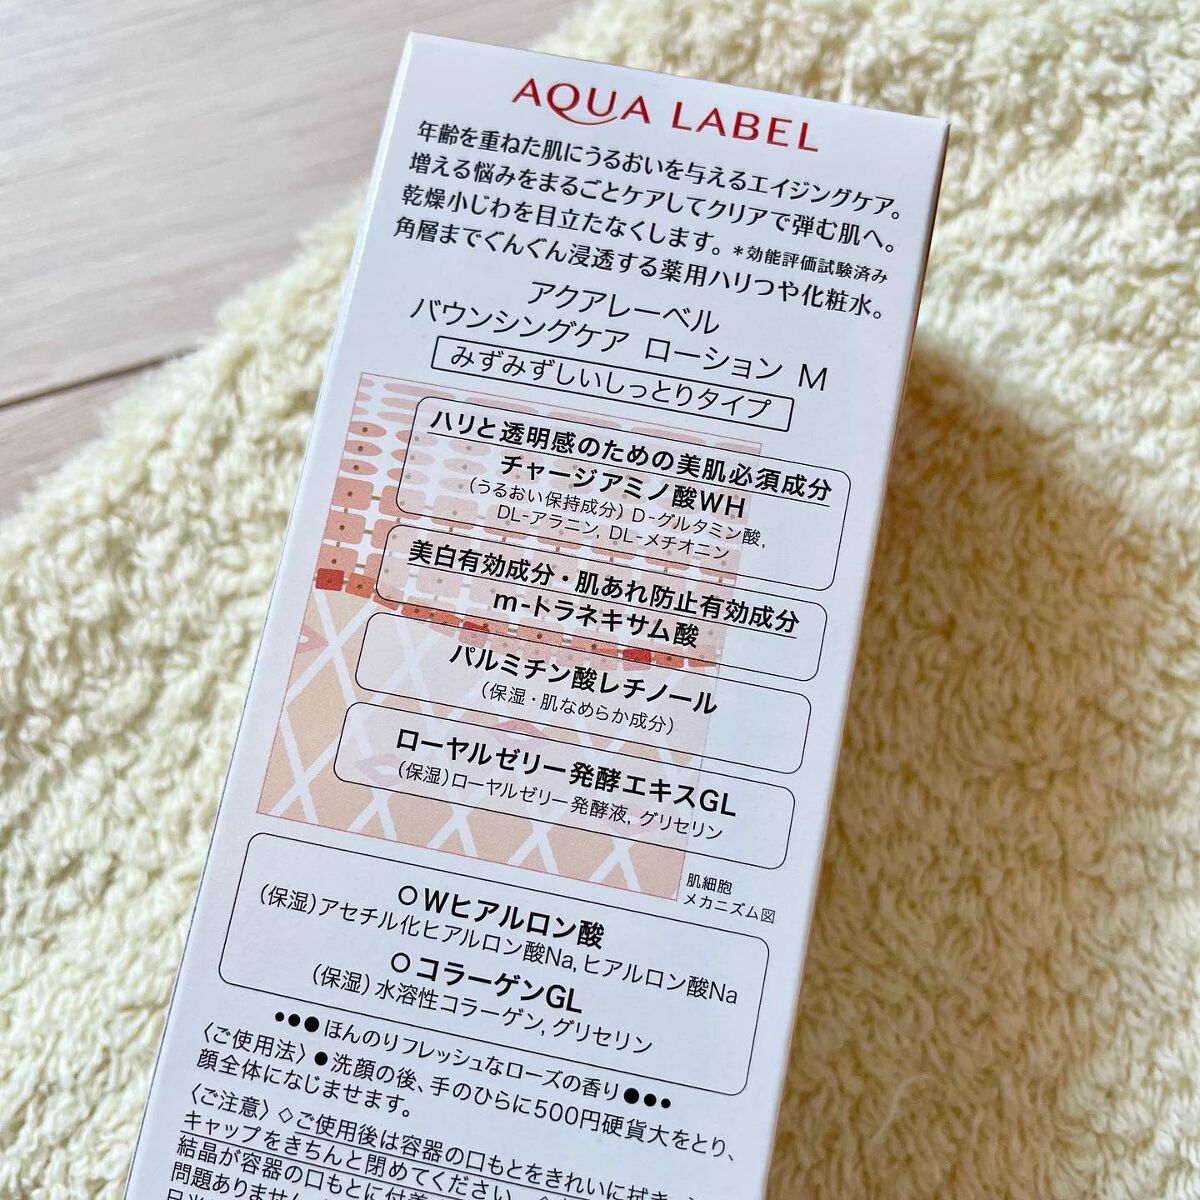 AQUA LABEL
年齢を重ねた肌にうるおいを与えるエイジングケア。
増える悩みをまるごとケアしてクリアで弾む肌へ。
乾燥小じわを目立たなくします。*効能評価試験済み
角層までぐんぐん浸透する薬用ハリつや化粧水。
アクアレーベル
バウンシングケア ローション M
みずみずしいしっとりタイプ
ハリと透明感のための美肌必須成分
チャージアミノ酸WH
(うるおい保持成分) D-グルタミン酸,
DL-アラニン, DL-メチオニン
美白有効成分・肌あれ防止有効成分
m-トラネキサム酸
パルミチン酸レチノール
(保湿・肌なめらか成分)
ローヤルゼリー発酵エキスGL
(保湿)ローヤルゼリー発酵液, グリセリン
肌細胞
メカニズム図
○Wヒアルロン酸
(保湿)アセチル化ヒアルロン酸Na, ヒアルロン酸Na
○コラーゲンGL
(保湿) 水溶性コラーゲン, グリセリン
●●●ほんのりフレッシュなローズの香り●●●
〈ご使用法〉●洗顔の後、手のひらに500円硬貨大をとり、
顔全体になじませます。
〈ご注意〉◇ご使用後は容器の口もとをきれいに拭き、
キャップをきちんと閉めてください。
結晶が容器の口もとに付着
問題ありません